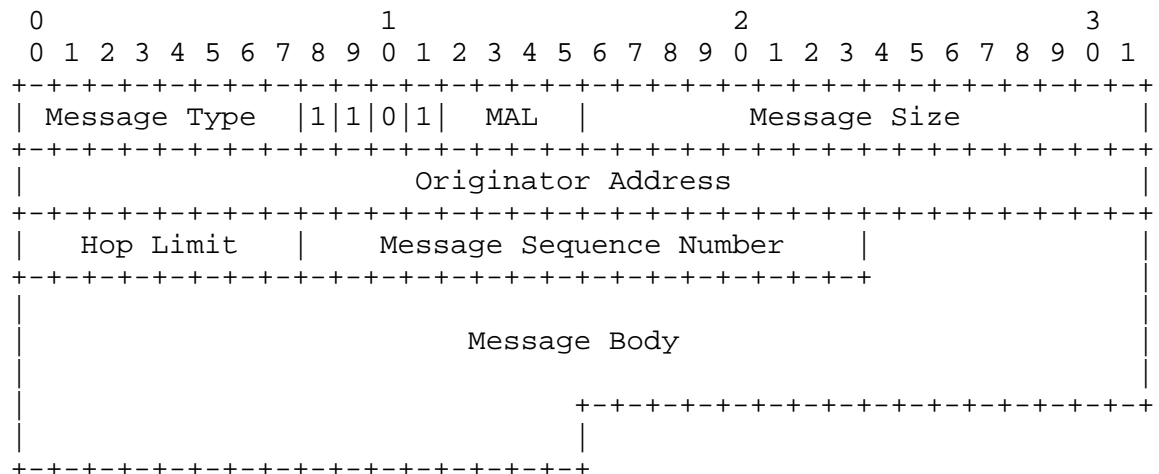 0                   1                   2                   3
 0 1 2 3 4 5 6 7 8 9 0 1 2 3 4 5 6 7 8 9 0 1 2 3 4 5 6 7 8 9 0 1
+-+-+-+-+-+-+-+-+-+-+-+-+-+-+-+-+-+-+-+-+-+-+-+-+-+-+-+-+-+-+-+-+
| Message Type  |1|1|0|1|  MAL  |         Message Size          |
+-+-+-+-+-+-+-+-+-+-+-+-+-+-+-+-+-+-+-+-+-+-+-+-+-+-+-+-+-+-+-+-+
|                      Originator Address                       |
+-+-+-+-+-+-+-+-+-+-+-+-+-+-+-+-+-+-+-+-+-+-+-+-+-+-+-+-+-+-+-+-+
|   Hop Limit   |    Message Sequence Number    |               |
+-+-+-+-+-+-+-+-+-+-+-+-+-+-+-+-+-+-+-+-+-+-+-+-+               |
|                                                               |
|                         Message Body                          |
|                                                               |
|                               +-+-+-+-+-+-+-+-+-+-+-+-+-+-+-+-+
|                               |
+-+-+-+-+-+-+-+-+-+-+-+-+-+-+-+-+